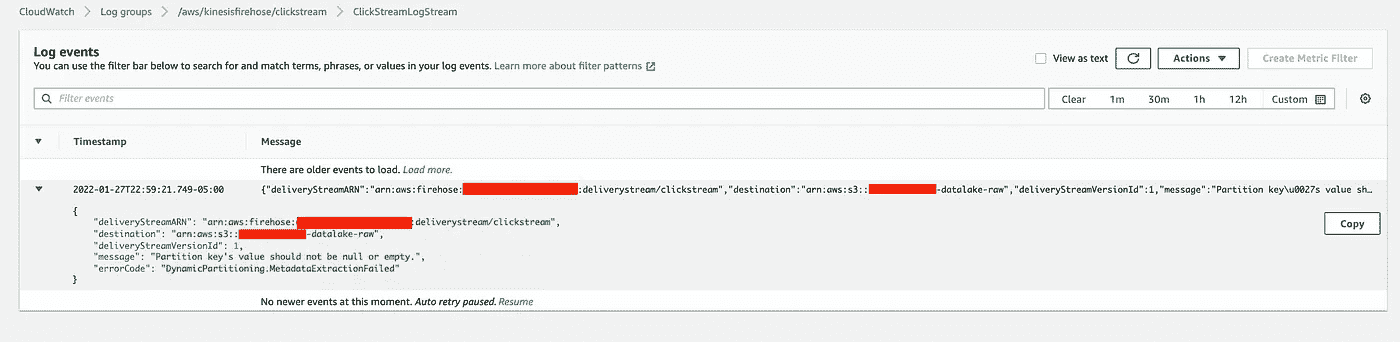 CloudWatch > Log groups > /aws/kinesisfirehose/clickstream > ClickStreamLogStream
Log events
You can use the filter bar below to search for and match terms, phrases, or values in your log events. Learn more about filter patterns
View as text
Actions
Create Metric Filter
Filter events
Clear 1m 30m 1h 12h Custom
Timestamp Message
There are older events to load. Load more.
2022-01-27T22:59:21.749-05:00 {"deliveryStreamARN":"arn:aws:firehose: :deliverystream/clickstream","destination":"arn:aws:s3:: -datalake-raw","deliveryStreamVersionId":1,"message":"Partition key\u0027s value sh…
{
"deliveryStreamARN": "arn:aws:firehose: :deliverystream/clickstream",
"destination": "arn:aws:s3:: -datalake-raw",
"deliveryStreamVersionId": 1,
"message": "Partition key's value should not be null or empty.",
"errorCode": "DynamicPartitioning.MetadataExtractionFailed"
}
Copy
No newer events at this moment. Auto retry paused. Resume